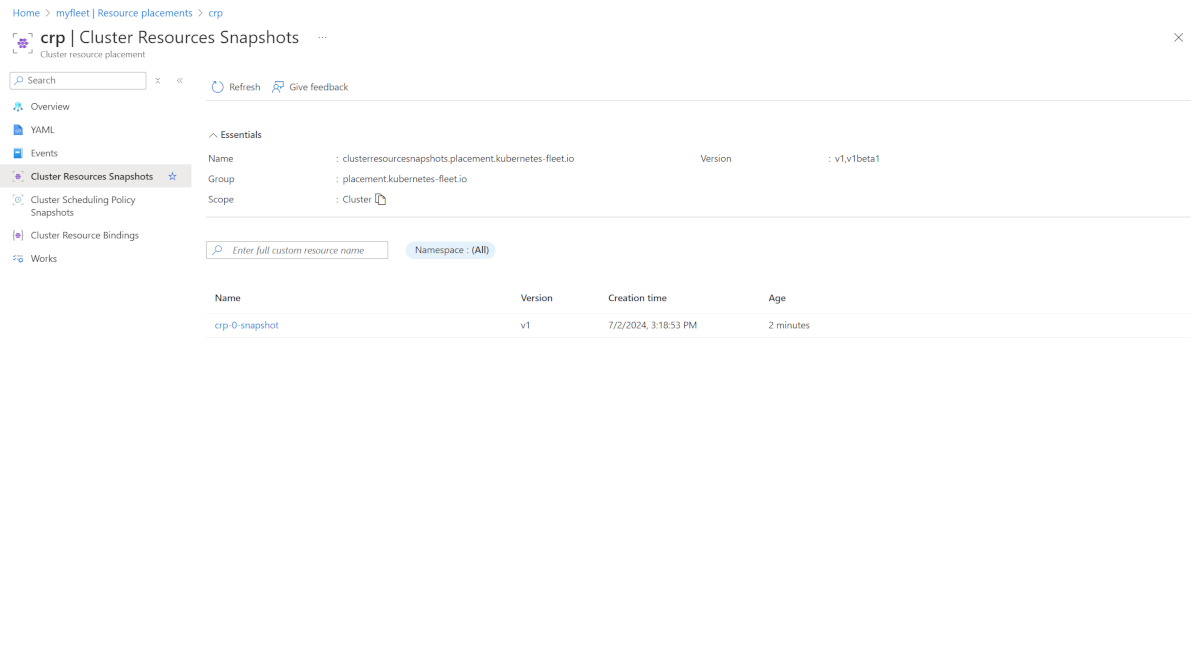 Home > myfleet | Resource placements > crp
crp | Cluster Resources Snapshots ...
Cluster resource placement
Search
Refresh Give feedback
Overview
YAML
Events
Cluster Resources Snapshots
Cluster Scheduling Policy
Snapshots
Cluster Resource Bindings
Works
Essentials
Name : clusterresourcesnapshots.placement.kubernetes-fleet.io Version : v1,v1beta1
Group : placement.kubernetes-fleet.io
Scope : Cluster
Enter full custom resource name Namespace : (All)
Name Version Creation time Age
crp-0-snapshot v1 7/2/2024, 3:18:53 PM 2 minutes